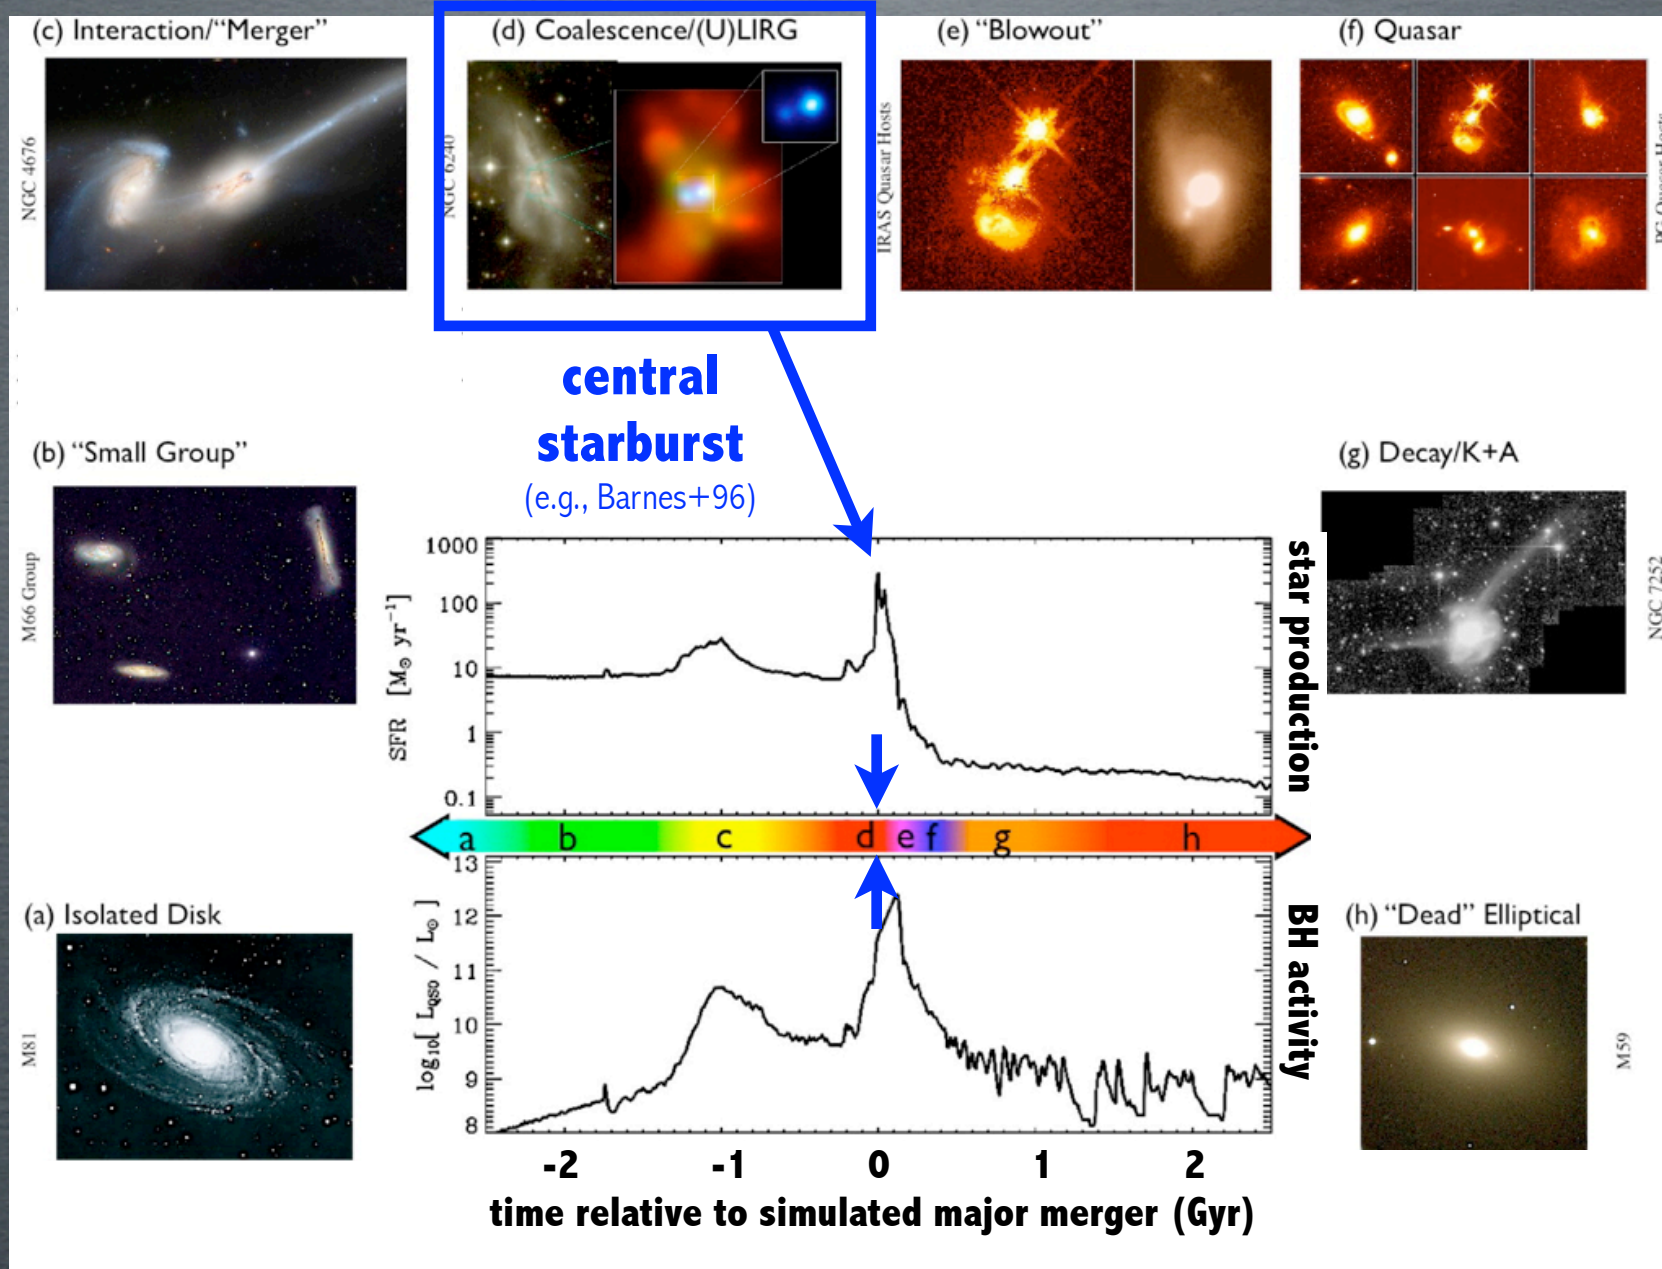 (c) Interaction/“Merger”
NGC 4676
(d) Coalescence/(U)LIRG
NGC 6240
(e) “Blowout”
IRAS Quasar Hosts
(f) Quasar
PG Quasar Hosts
central
starburst
(e.g., Barnes+96)
(b) “Small Group”
M66 Group
(g) Decay/K+A
NGC 7252
(a) Isolated Disk
M81
(h) “Dead” Elliptical
M59
SFR [M☉ yr⁻¹]
1000
100
10
1
0.1
star production
a b c d e f g h
log₁₀[ L_QSO / L☉ ]
13
12
11
10
9
8
BH activity
-2 -1 0 1 2
time relative to simulated major merger (Gyr)